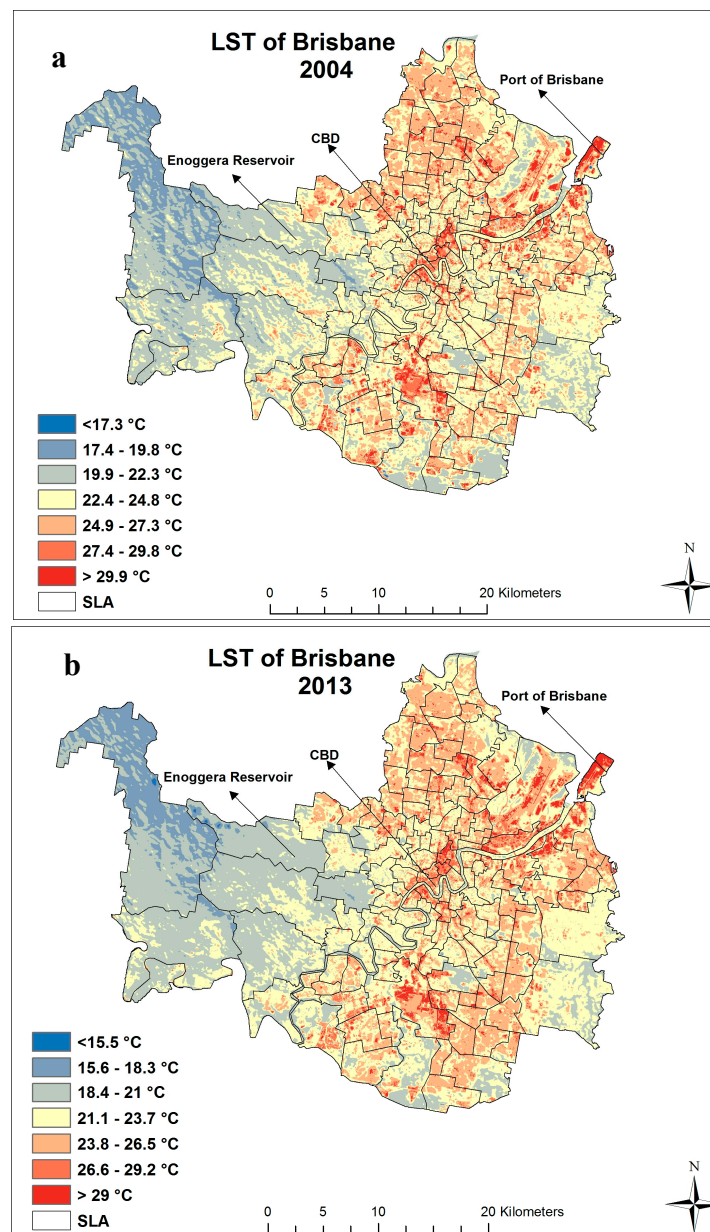 a
LST of Brisbane
2004
Port of Brisbane
CBD
Enoggera Reservoir
<17.3 °C
17.4 - 19.8 °C
19.9 - 22.3 °C
22.4 - 24.8 °C
24.9 - 27.3 °C
27.4 - 29.8 °C
> 29.9 °C
SLA
0 5 10 20 Kilometers
N
b
LST of Brisbane
2013
Port of Brisbane
CBD
Enoggera Reservoir
<15.5 °C
15.6 - 18.3 °C
18.4 - 21 °C
21.1 - 23.7 °C
23.8 - 26.5 °C
26.6 - 29.2 °C
> 29 °C
SLA
0 5 10 20 Kilometers
N